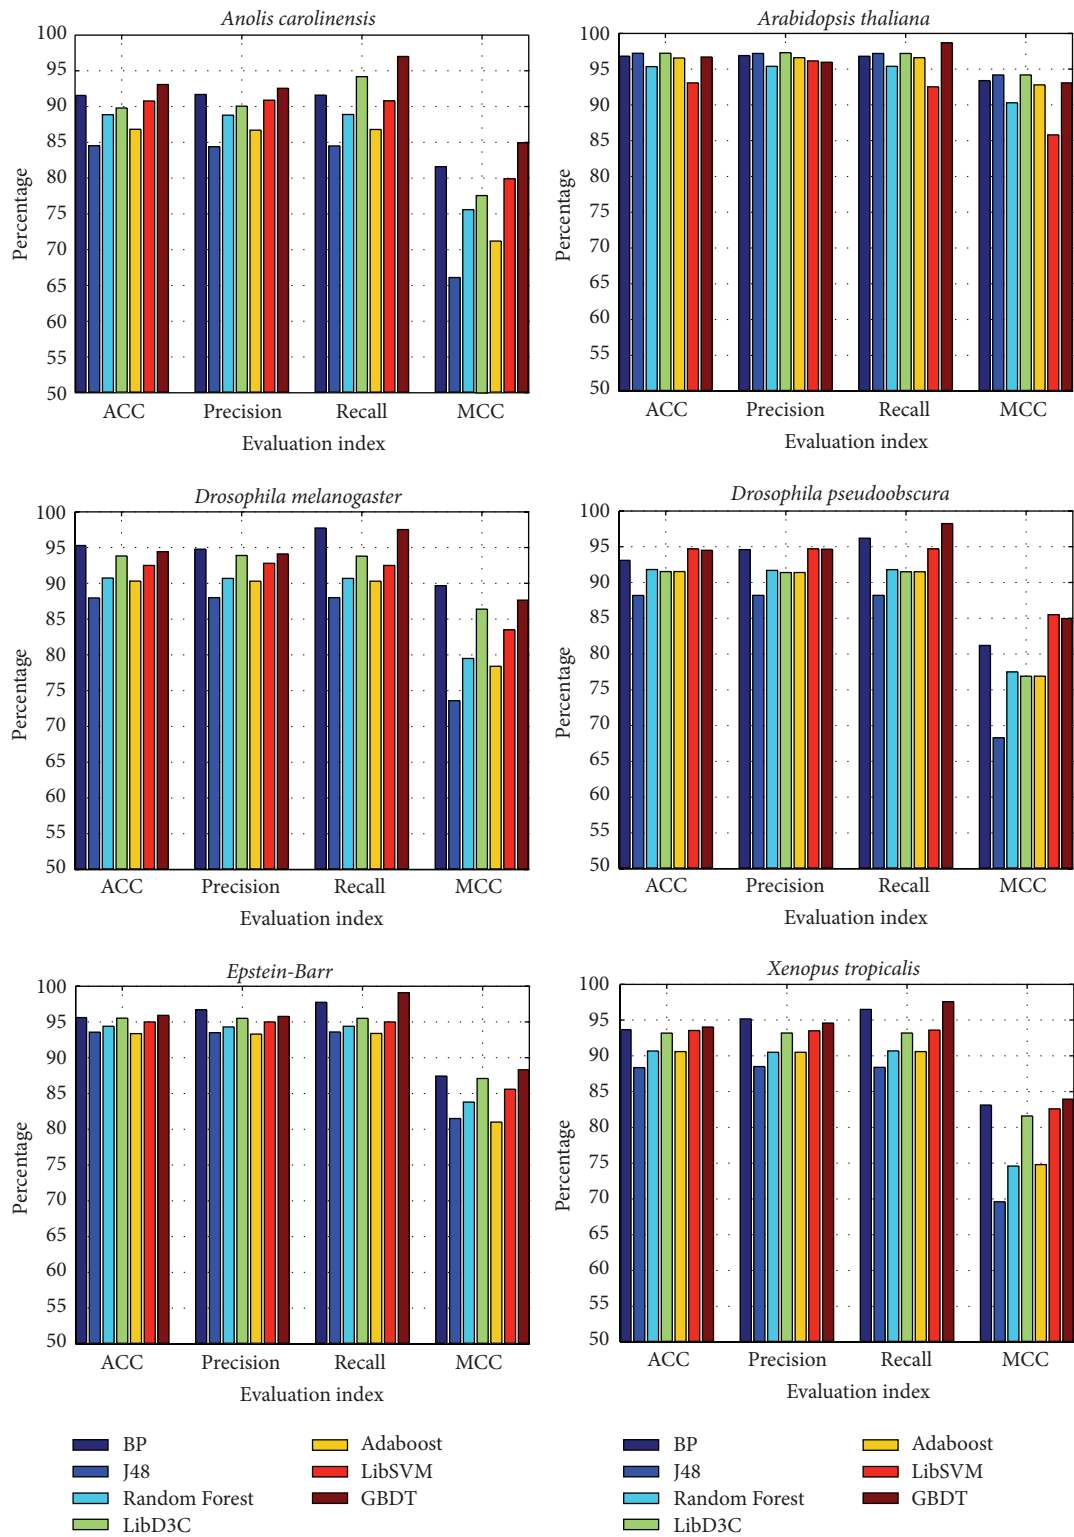 Anolis carolinensis
100
95
90
85
80
75
70
65
60
55
50
Percentage
ACC Precision Recall MCC
Evaluation index
Arabidopsis thaliana
100
95
90
85
80
75
70
65
60
55
50
Percentage
ACC Precision Recall MCC
Evaluation index
Drosophila melanogaster
100
95
90
85
80
75
70
65
60
55
50
Percentage
ACC Precision Recall MCC
Evaluation index
Drosophila pseudoobscura
100
95
90
85
80
75
70
65
60
55
50
Percentage
ACC Precision Recall MCC
Evaluation index
Epstein-Barr
100
95
90
85
80
75
70
65
60
55
50
Percentage
ACC Precision Recall MCC
Evaluation index
Xenopus tropicalis
100
95
90
85
80
75
70
65
60
55
50
Percentage
ACC Precision Recall MCC
Evaluation index
BP
J48
Random Forest
LibD3C
Adaboost
LibSVM
GBDT
BP
J48
Random Forest
LibD3C
Adaboost
LibSVM
GBDT